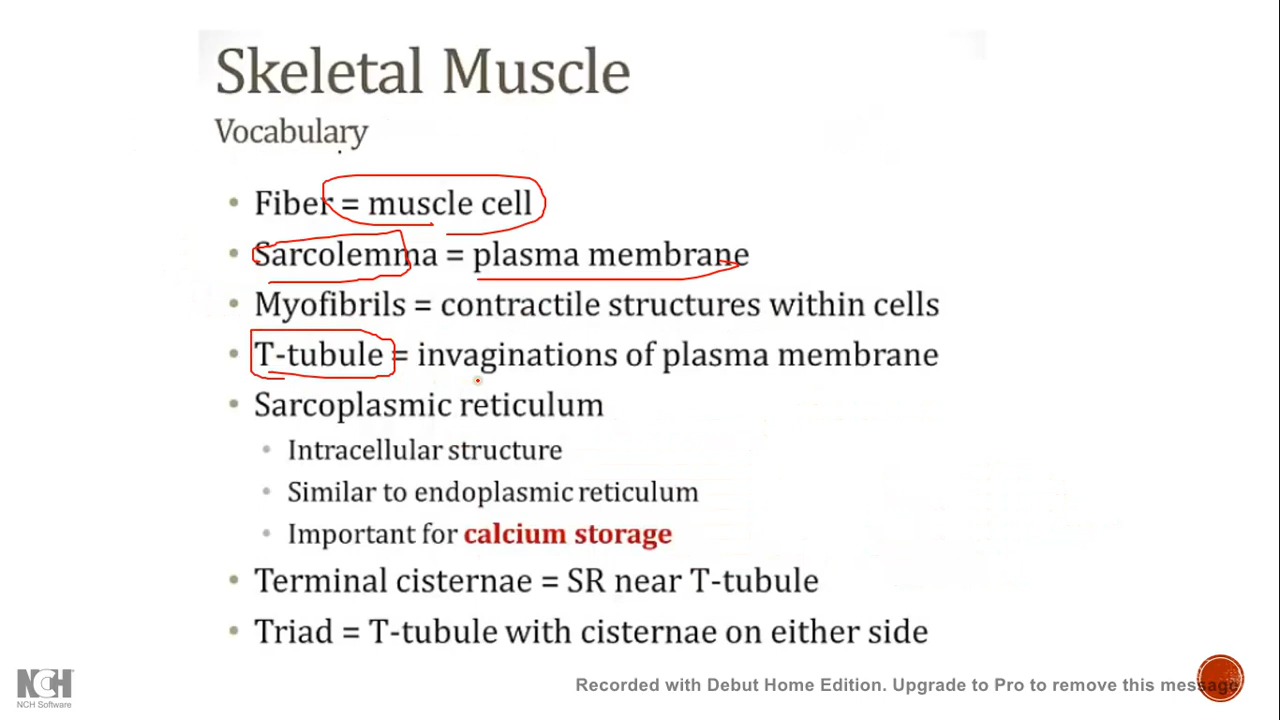 Skeletal Muscle
Vocabulary
• Fiber = muscle cell
• Sarcolemma = plasma membrane
• Myofibrils = contractile structures within cells
• T-tubule = invaginations of plasma membrane
• Sarcoplasmic reticulum
• Intracellular structure
• Similar to endoplasmic reticulum
• Important for calcium storage
• Terminal cisternae = SR near T-tubule
• Triad = T-tubule with cisternae on either side
NCH
NCH Software
Recorded with Debut Home Edition. Upgrade to Pro to remove this message